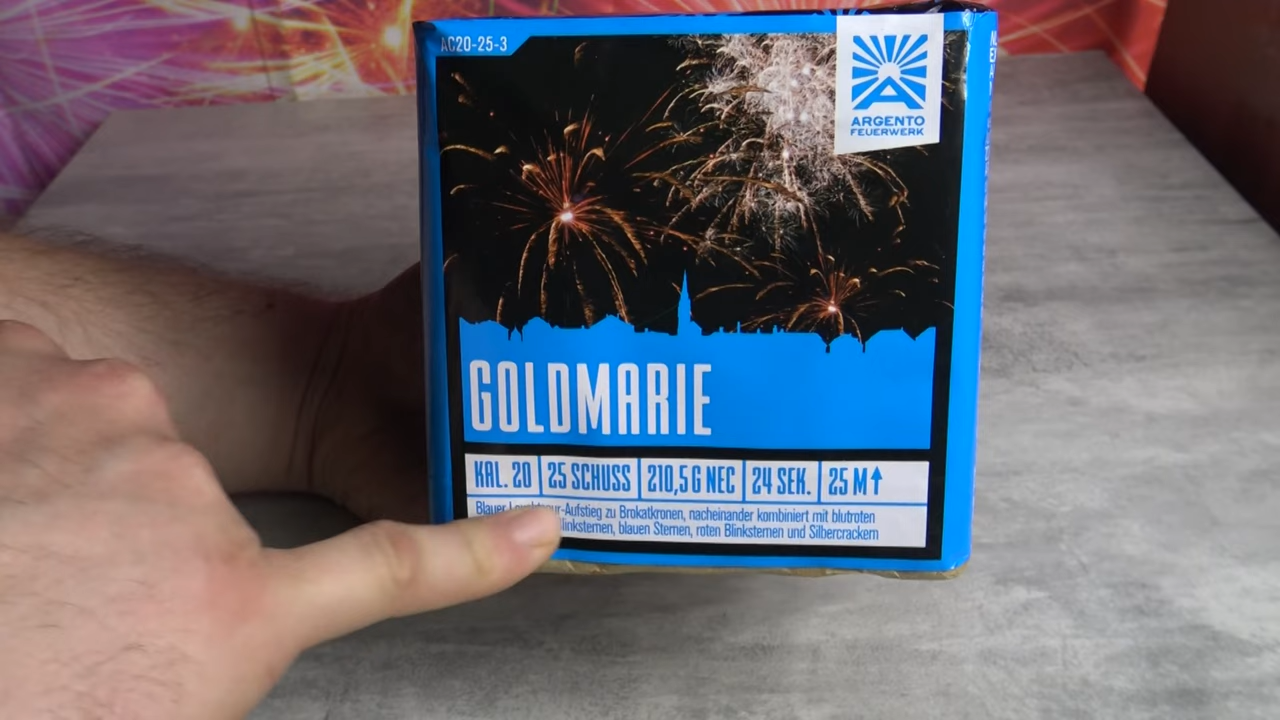 AC20-25-3
ARGENTO
FEUERWERK
GOLDMARIE
KAL. 20 25 SCHUSS 210,5G NEC 24 SEK. 25 M↑
Blauer -Aufstieg zu Brokatkronen, nacheinander kombiniert mit blutroten
Blinksternen, blauen Sternen, roten Blinksternen und Silbercrackern